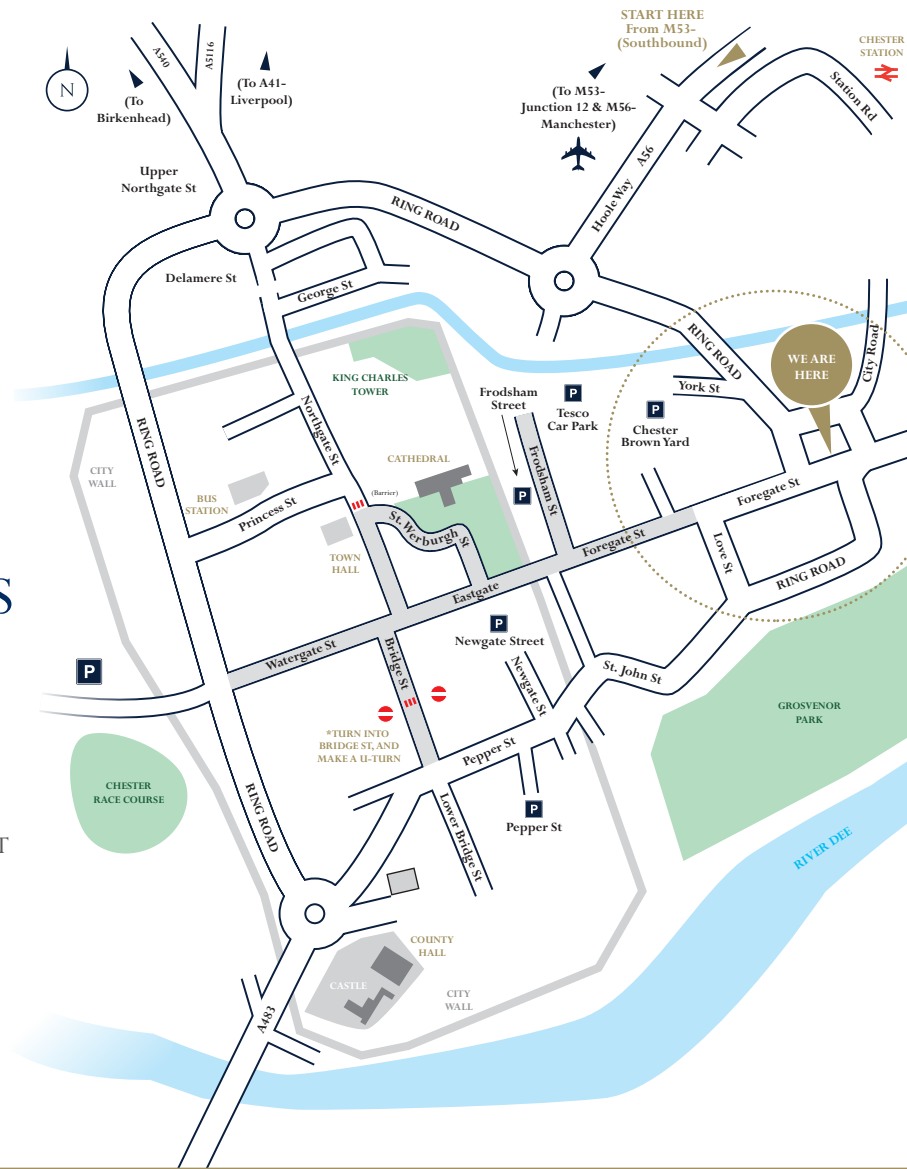 START HERE
From M53-
(Southbound)
CHESTER
STATION
A540
A5116
N
(To
Birkenhead)
(To A41-
Liverpool)
(To M53-
Junction 12 & M56-
Manchester)
Station Rd
A56
Hoole Way
Upper
Northgate St
RING ROAD
Delamere St
George St
RING ROAD
City Road
WE ARE
HERE
KING CHARLES
TOWER
York St
Frodsham
Street
P
Tesco
Car Park
P
Chester
Brown Yard
Northgate St
RING ROAD
CITY
WALL
CATHEDRAL
BUS
STATION
(Barrier)
P
Frodsham St
Foregate St
Princess St
St. Werburgh St
TOWN
HALL
Foregate St
Love St
RING ROAD
S
Eastgate
P
Newgate Street
Watergate St
Bridge St
Newgate St
St. John St
P
GROSVENOR
PARK
*TURN INTO
BRIDGE ST, AND
MAKE A U-TURN
Pepper St
CHESTER
RACE COURSE
RING ROAD
P
Pepper St
Lower Bridge St
T
RIVER DEE
COUNTY
HALL
CASTLE
CITY
WALL
A483